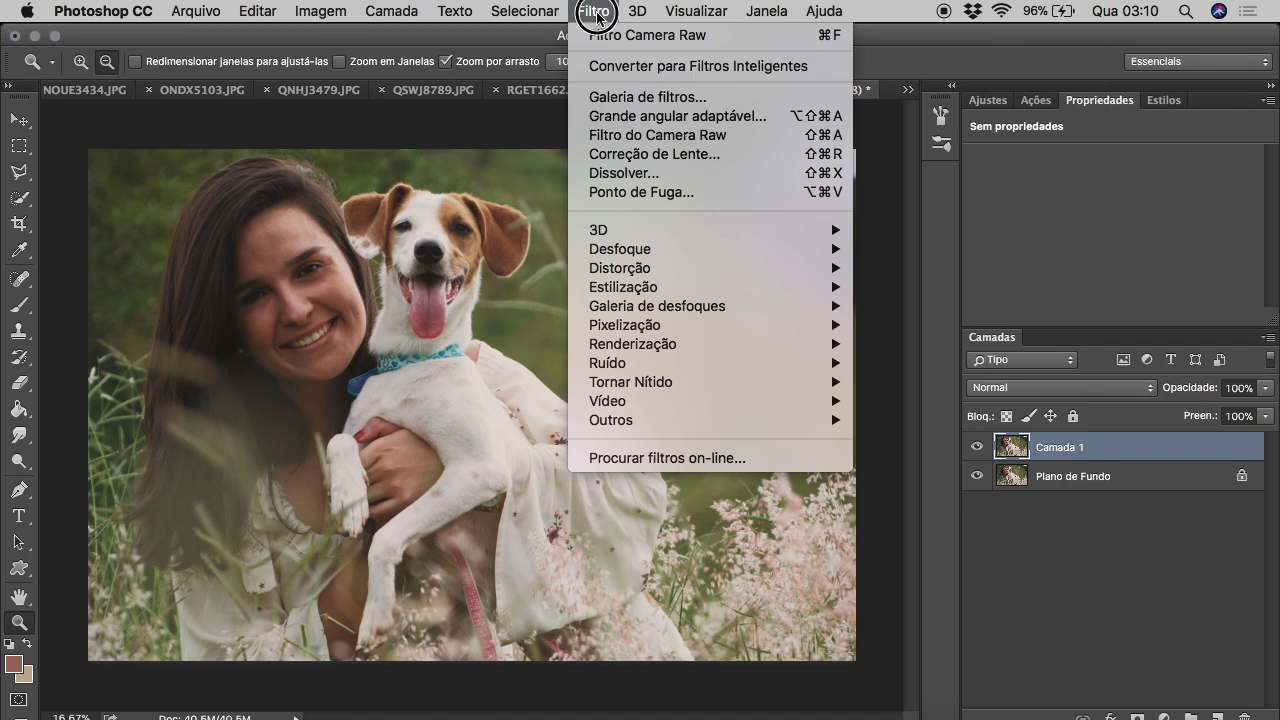 Photoshop CC Arquivo Editar Imagem Camada Texto Selecionar Filtro 3D Visualizar Janela Ajuda 96% Qua 03:10
Redimensionar janelas para ajustá-las Zoom em Janelas Zoom por arrasto 10 Essenciais
NOUE3434.JPG × ONDX5103.JPG × QNHJ3479.JPG × QSWJ8789.JPG × RGET1662. *
Filtro Camera Raw ⌘F
Converter para Filtros Inteligentes
Galeria de filtros...
Grande angular adaptável... ⌥⇧⌘A
Filtro do Camera Raw ⇧⌘A
Correção de Lente... ⇧⌘R
Dissolver... ⇧⌘X
Ponto de Fuga... ⌥⌘V
3D
Desfoque
Distorção
Estilização
Galeria de desfoques
Pixelização
Renderização
Ruído
Tornar Nítido
Vídeo
Outros
Procurar filtros on-line...
Ajustes Ações Propriedades Estilos
Sem propriedades
Camadas
Tipo
Normal Opacidade: 100%
Bloq.: Preen.: 100%
Camada 1
Plano de Fundo
16,67% Doc: 40,5M/40,5M